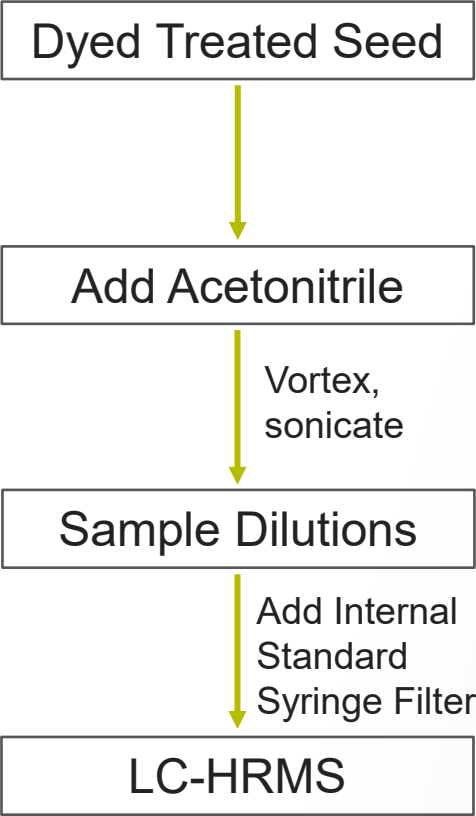 Dyed Treated Seed
Add Acetonitrile
Vortex,
sonicate
Sample Dilutions
Add Internal
Standard
Syringe Filter
LC-HRMS